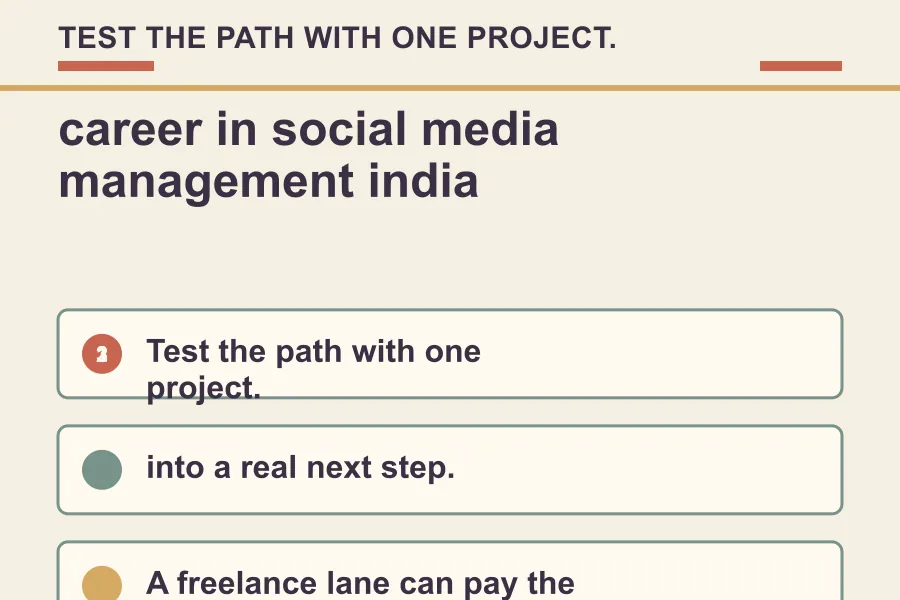 TEST THE PATH WITH ONE PROJECT.
career in social media
management india
Test the path with one
project.
into a real next step.
A freelance lane can pay the